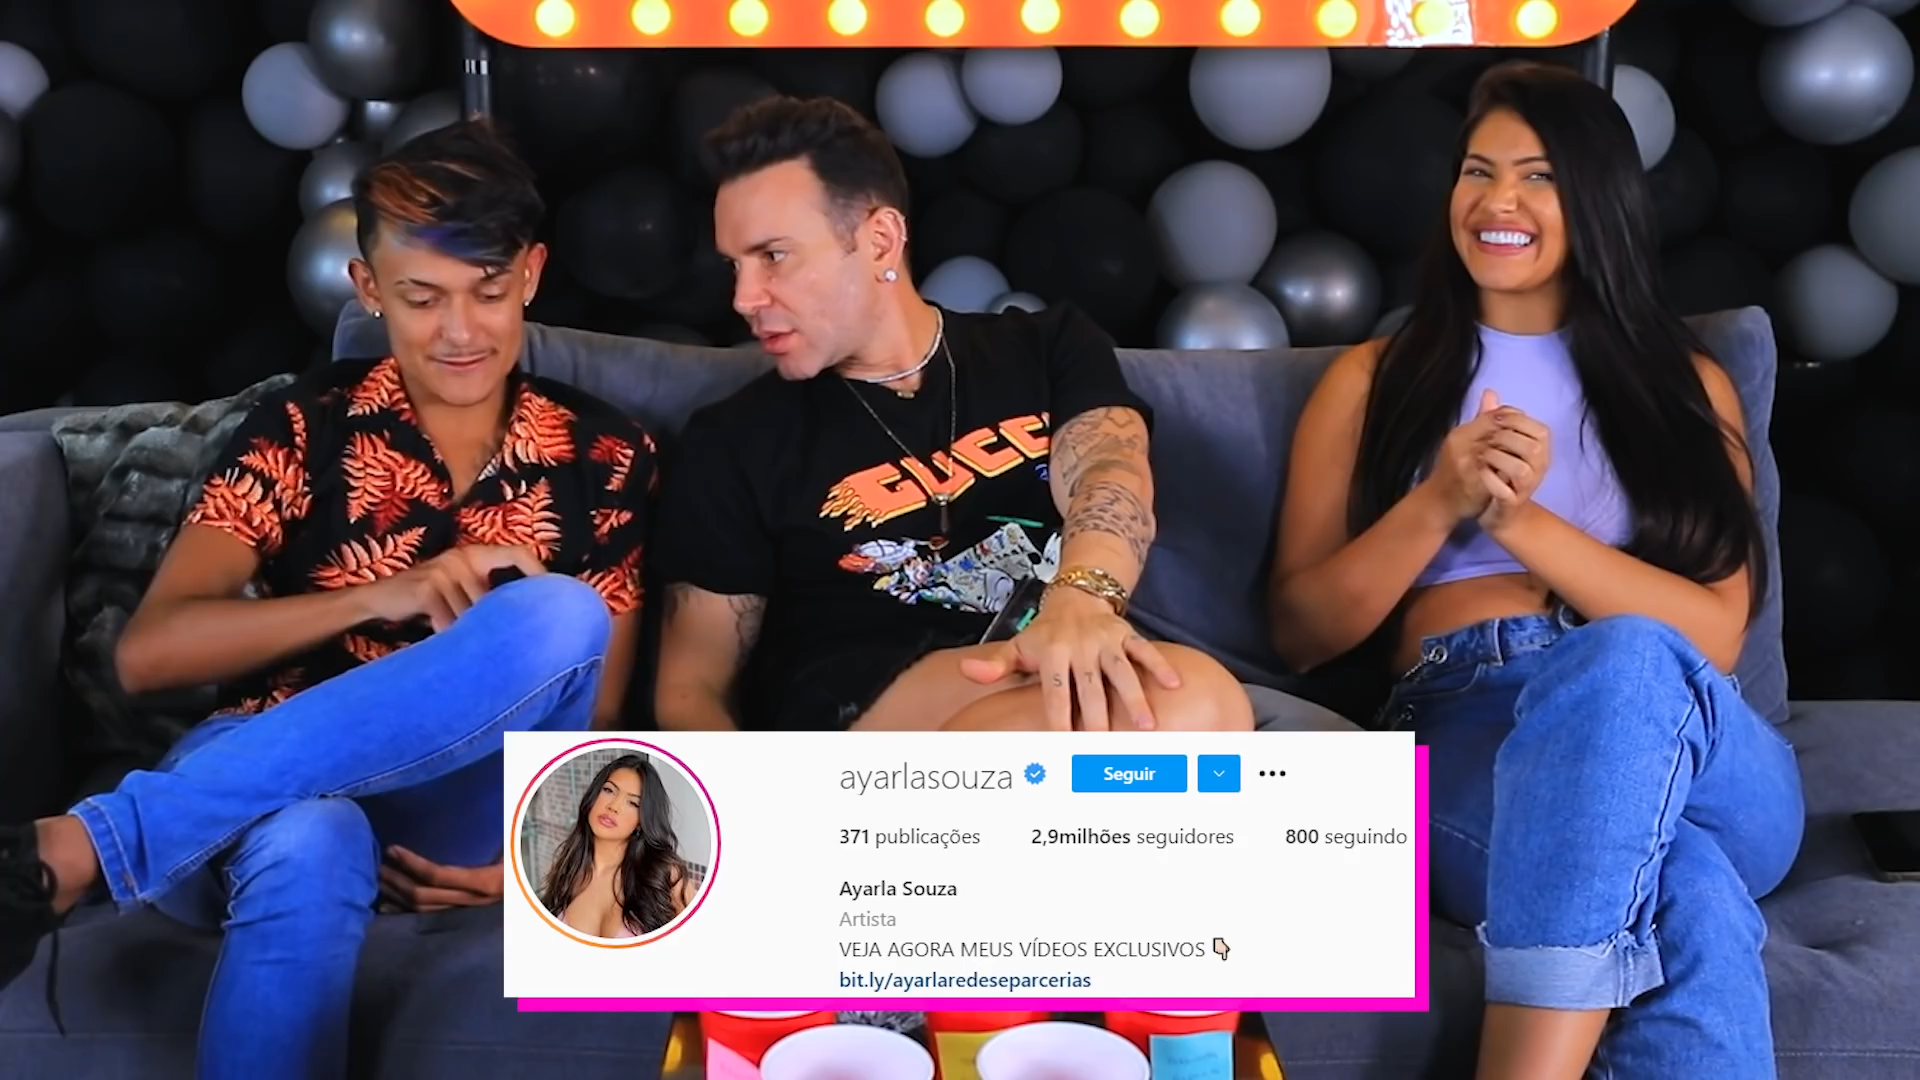 GUCC
S T
ayarlasouza
Seguir
371 publicações 2,9milhões seguidores 800 seguindo
Ayarla Souza
Artista
VEJA AGORA MEUS VÍDEOS EXCLUSIVOS
bit.ly/ayarlaredeseparcerias